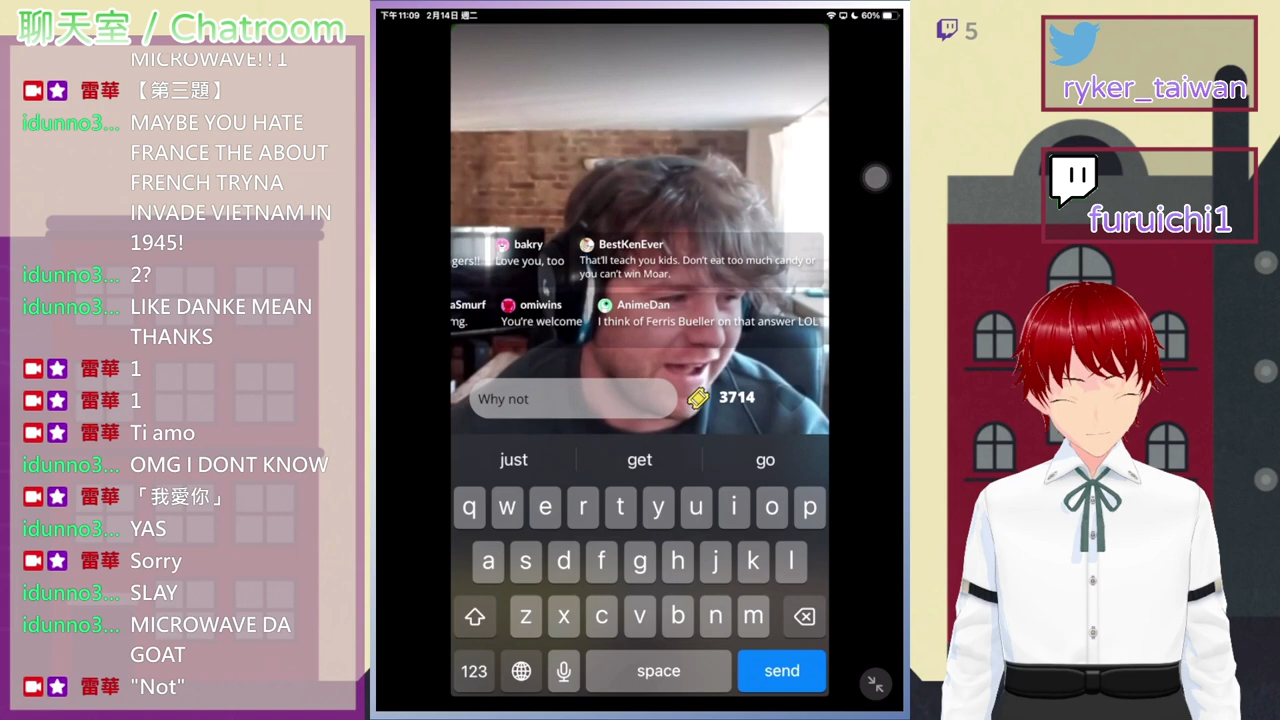 聊天室 / Chatroom
MICROWAVE!!1
雷華 【第三題】
idunno3... MAYBE YOU HATE
FRANCE THE ABOUT
FRENCH TRYNA
INVADE VIETNAM IN
1945!
idunno3... 2?
idunno3... LIKE DANKE MEAN
THANKS
雷華 1
雷華 1
雷華 Ti amo
idunno3... OMG I DONT KNOW
雷華 「我愛你」
idunno3... YAS
雷華 Sorry
idunno3... SLAY
idunno3... MICROWAVE DA
GOAT
雷華 "Not"
下午11:09 2月14日 週二
60%
bakry BestKenEver
gers!! Love you, too That'll teach you kids. Don't eat too much candy or
you can't win Moar.
aSmurf omiwins AnimeDan
mg. You're welcome I think of Ferris Bueller on that answer LOL
Why not 3714
just get go
q w e r t y u i o p
a s d f g h j k l
z x c v b n m
123 space send
5
ryker_taiwan
furuichi1